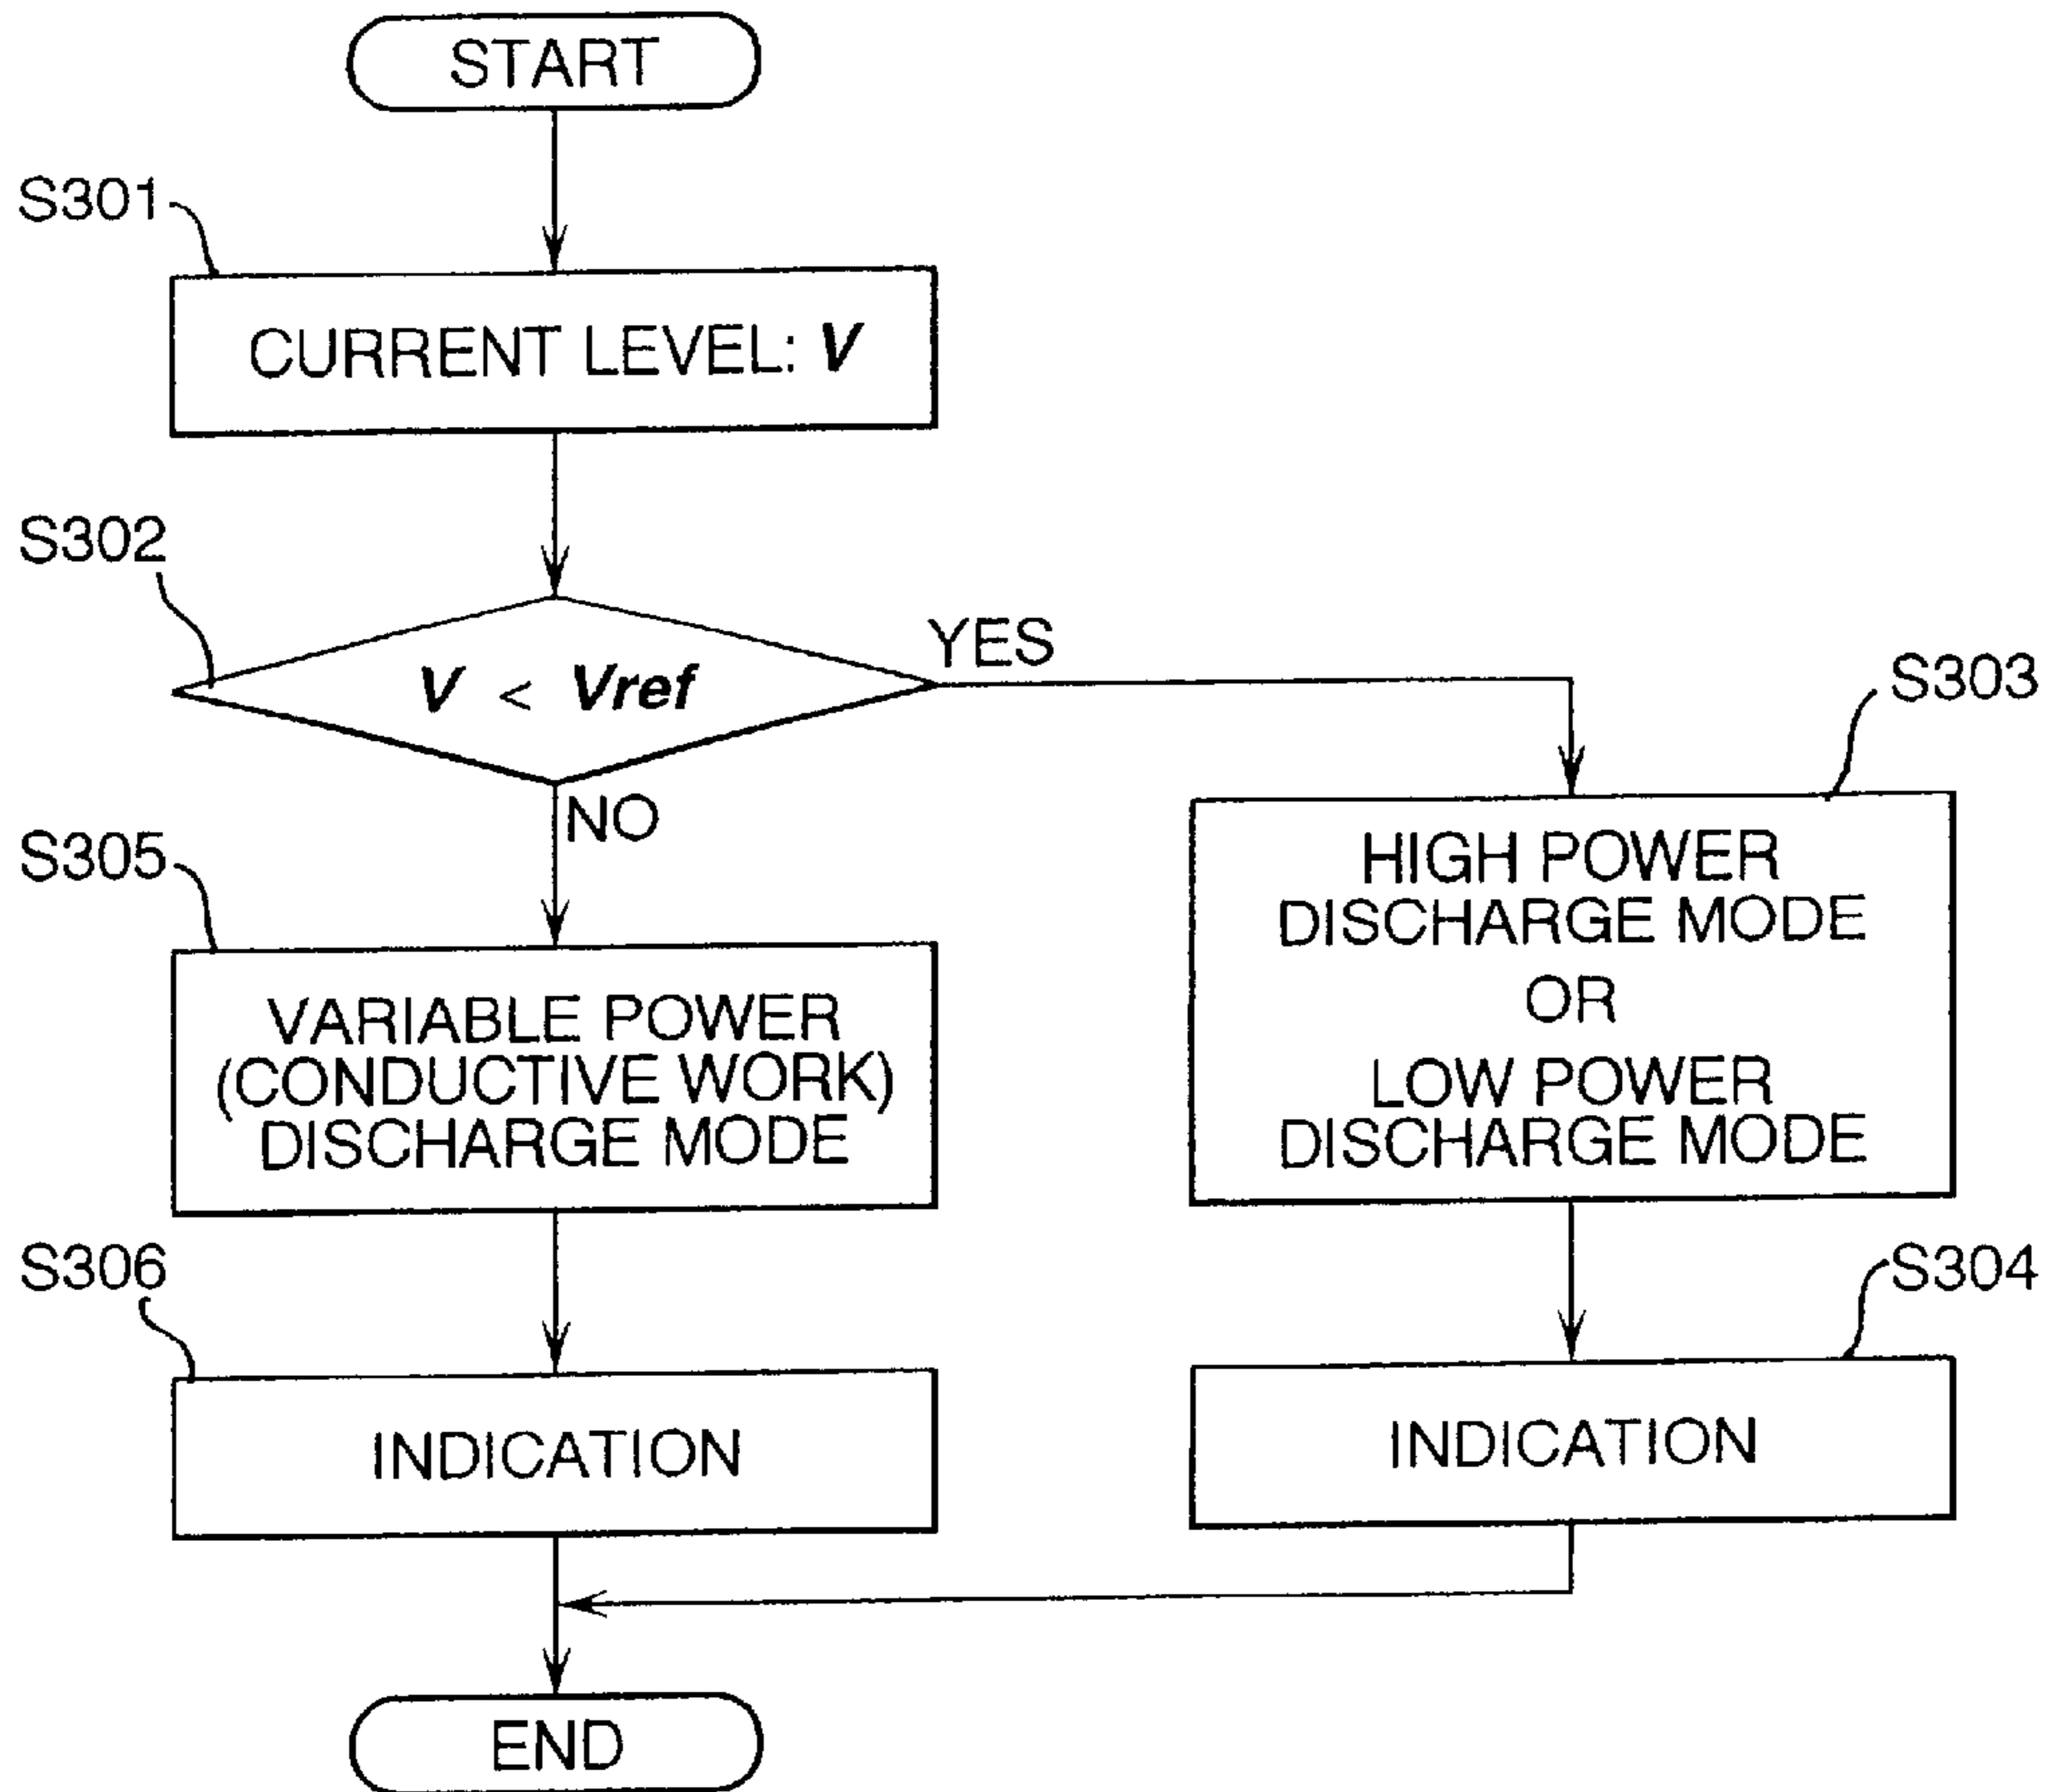 START
S301
CURRENT LEVEL: V
S302
V < Vref
YES
NO
S303
HIGH POWER
DISCHARGE MODE
OR
LOW POWER
DISCHARGE MODE
S305
VARIABLE POWER
(CONDUCTIVE WORK)
DISCHARGE MODE
S304
INDICATION
S306
INDICATION
END